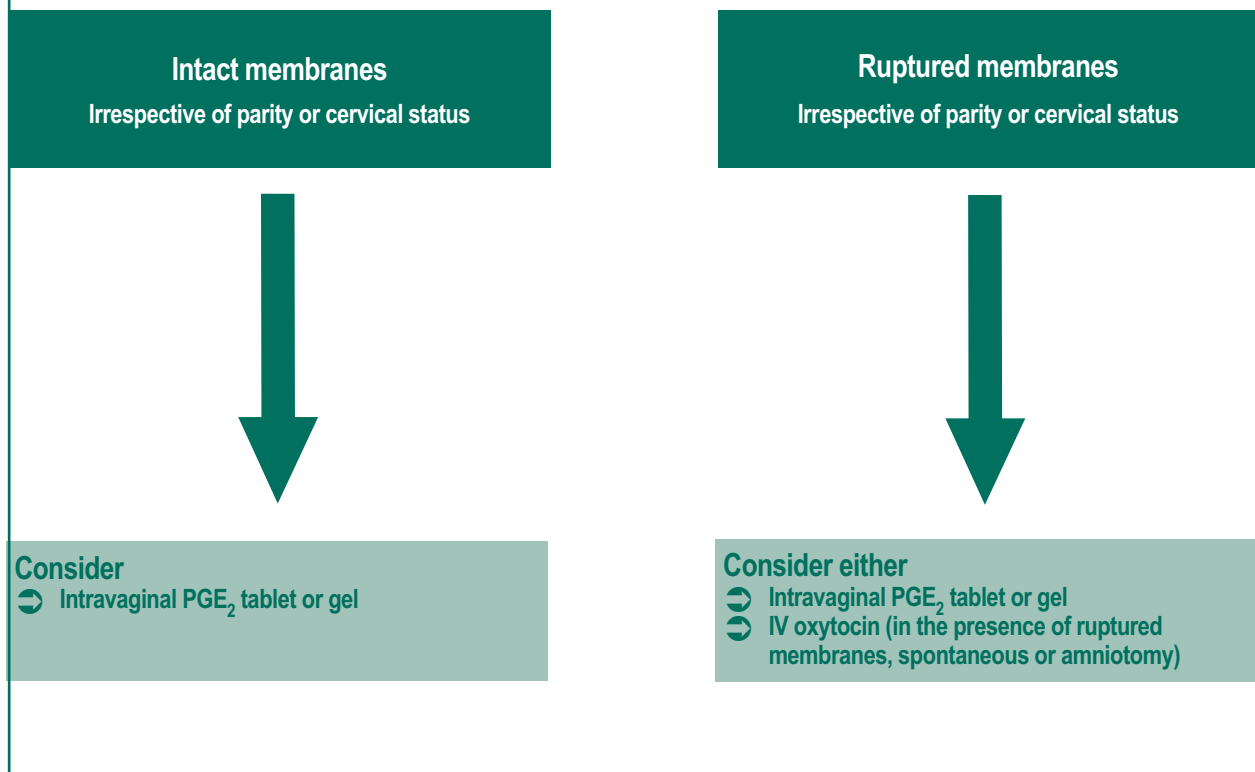 Intact membranes
Irrespective of parity or cervical status
Ruptured membranes
Irrespective of parity or cervical status
Consider
➲ Intravaginal PGE₂ tablet or gel
Consider either
➲ Intravaginal PGE₂ tablet or gel
➲ IV oxytocin (in the presence of ruptured
membranes, spontaneous or amniotomy)